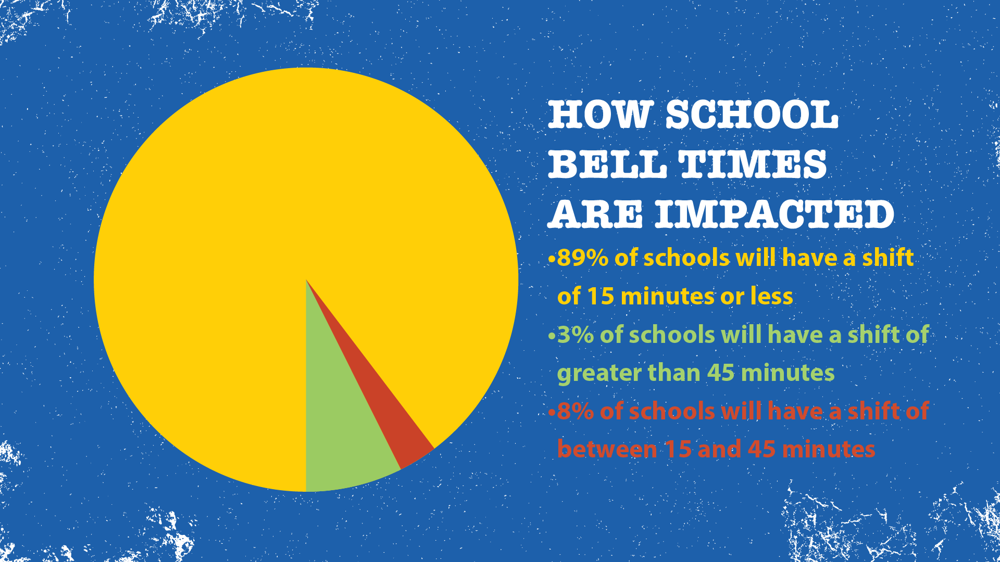 HOW SCHOOL
BELL TIMES
ARE IMPACTED
•89% of schools will have a shift
of 15 minutes or less
•3% of schools will have a shift of
greater than 45 minutes
•8% of schools will have a shift of
between 15 and 45 minutes